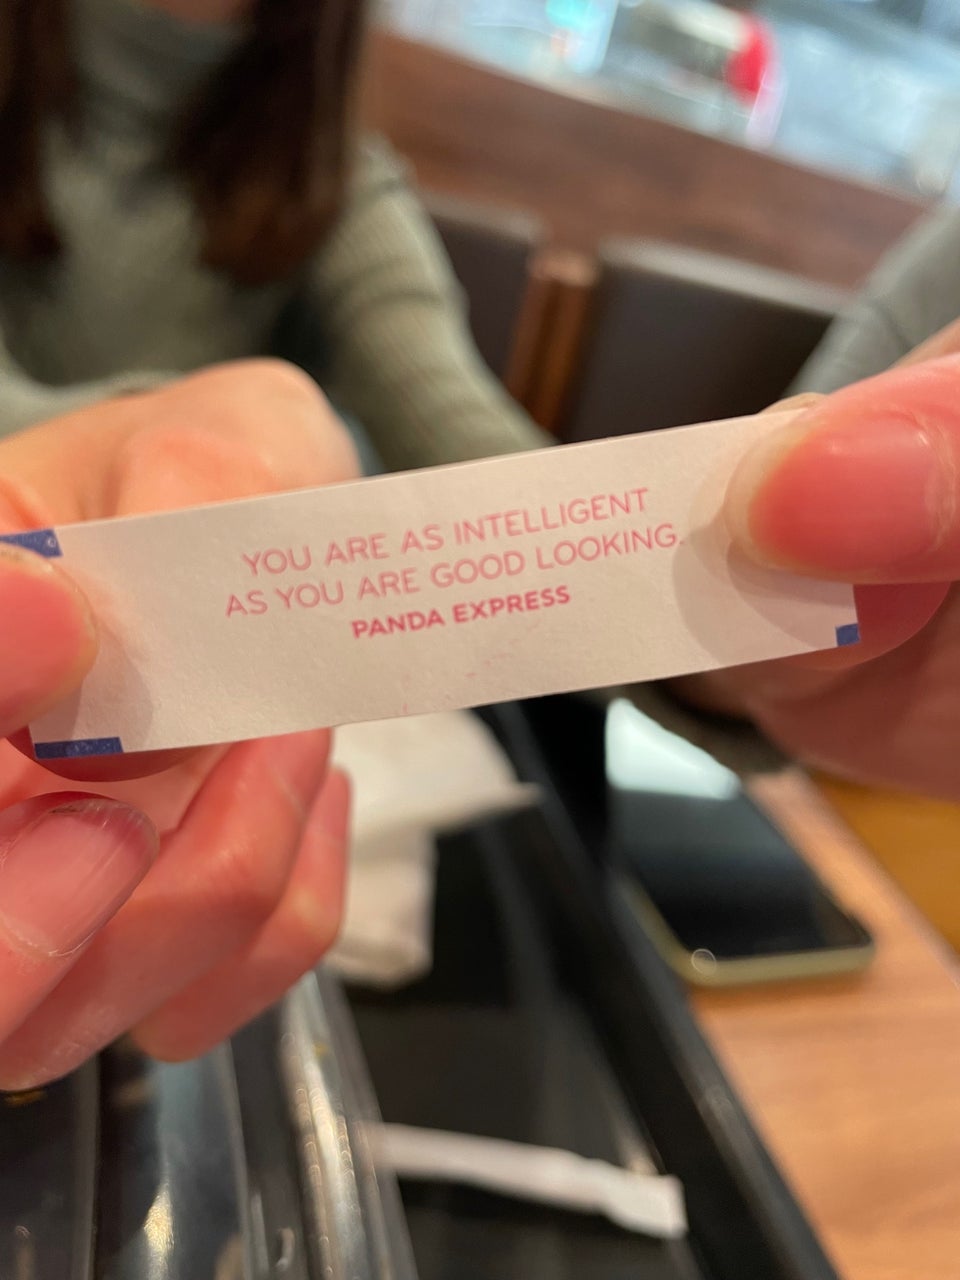 YOU ARE AS INTELLIGENT
AS YOU ARE GOOD LOOKING.
PANDA EXPRESS